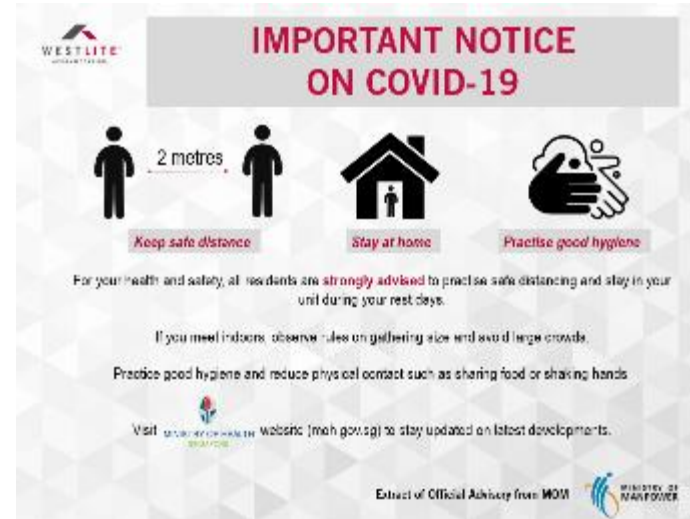 WESTLITE
IMPORTANT NOTICE
ON COVID-19
2 metres
Keep safe distance
Stay at home
Practise good hygiene
For your health and safety, all residents are strongly advised to practise safe distancing and stay in your
unit during your rest days.
If you meet indoors, observe rules on gathering size and avoid large crowds.
Practice good hygiene and reduce physical contact such as sharing food or shaking hands
Visit MINISTRY OF HEALTH website (moh.gov.sg) to stay updated on latest developments.
SINGAPORE
Extract of Official Advisory from MOM
MINISTRY OF
MANPOWER